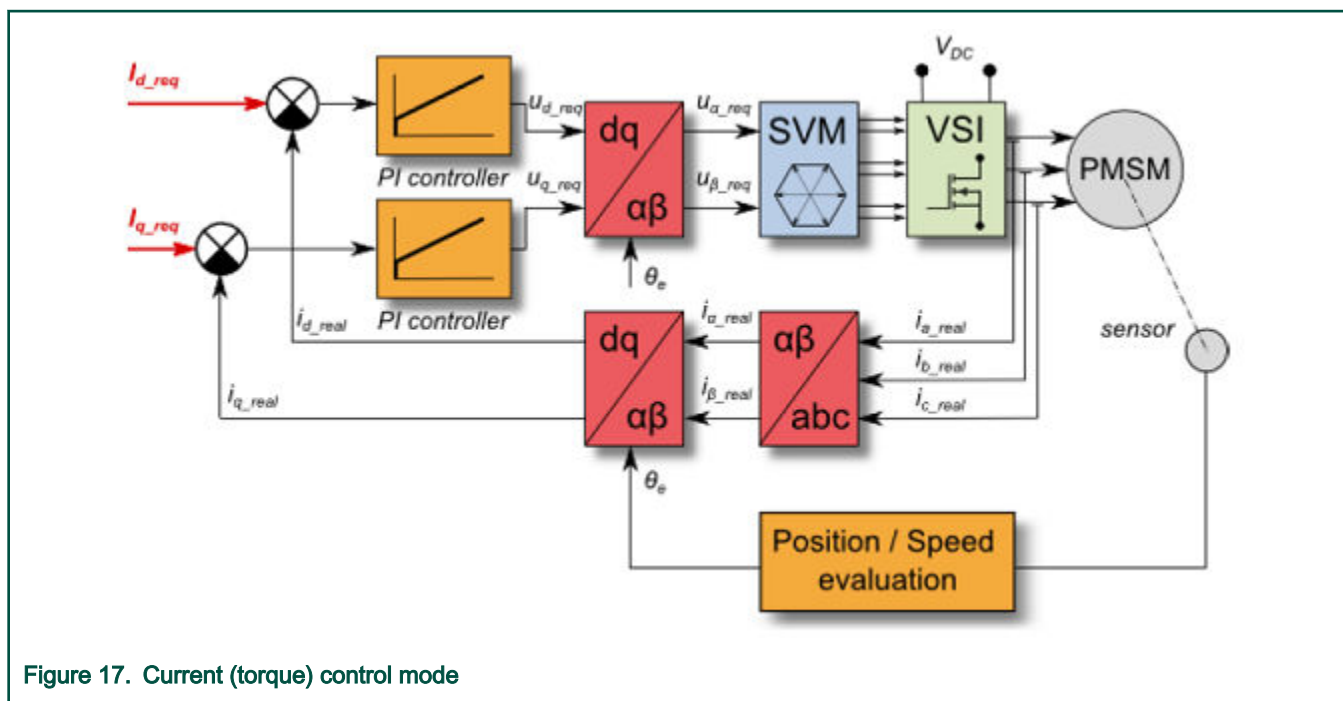 V_DC
I_d_req
u_d_req
u_α_req
dq
SVM
VSI
PMSM
PI controller
u_q_req
u_β_req
αβ
I_q_req
θ_e
PI controller
i_d_real
i_α_real
i_a_real
sensor
dq
αβ
i_b_real
i_q_real
i_β_real
i_c_real
αβ
abc
θ_e
Position / Speed
evaluation
Figure 17. Current (torque) control mode